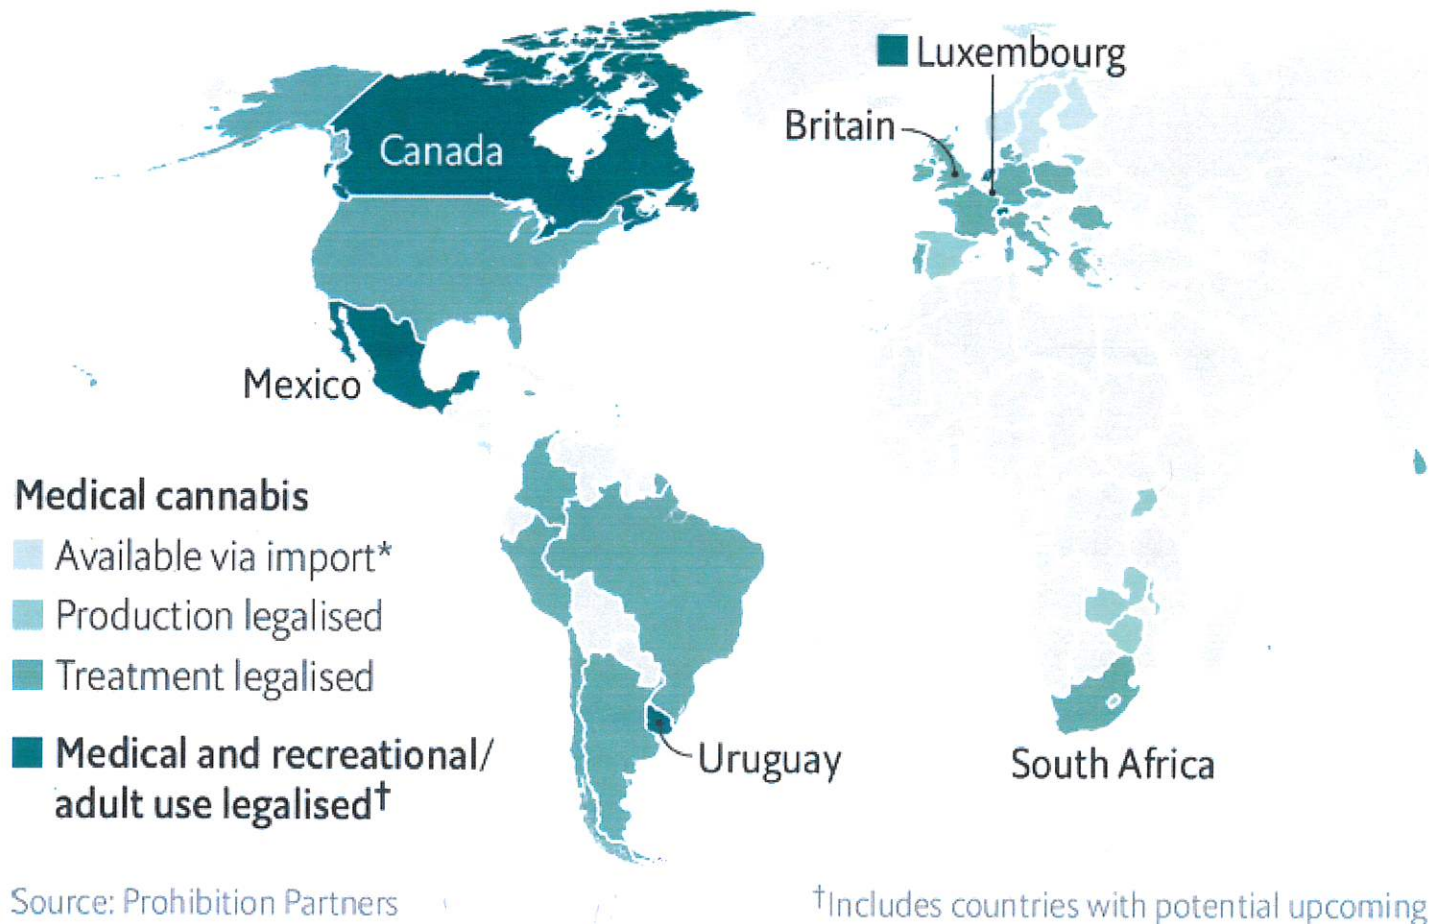 Luxembourg
Britain
Canada
Mexico
Medical cannabis
Available via import*
Production legalised
Treatment legalised
Medical and recreational/
adult use legalised†
Uruguay
South Africa
Source: Prohibition Partners
†Includes countries with potential upcoming